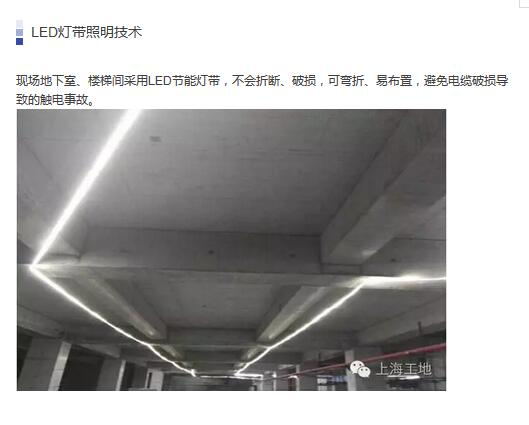 LED灯带照明技术
现场地下室、楼梯间采用LED节能灯带，不会折断、破损，可弯折、易布置，避免电缆破损导
致的触电事故。
上海工地